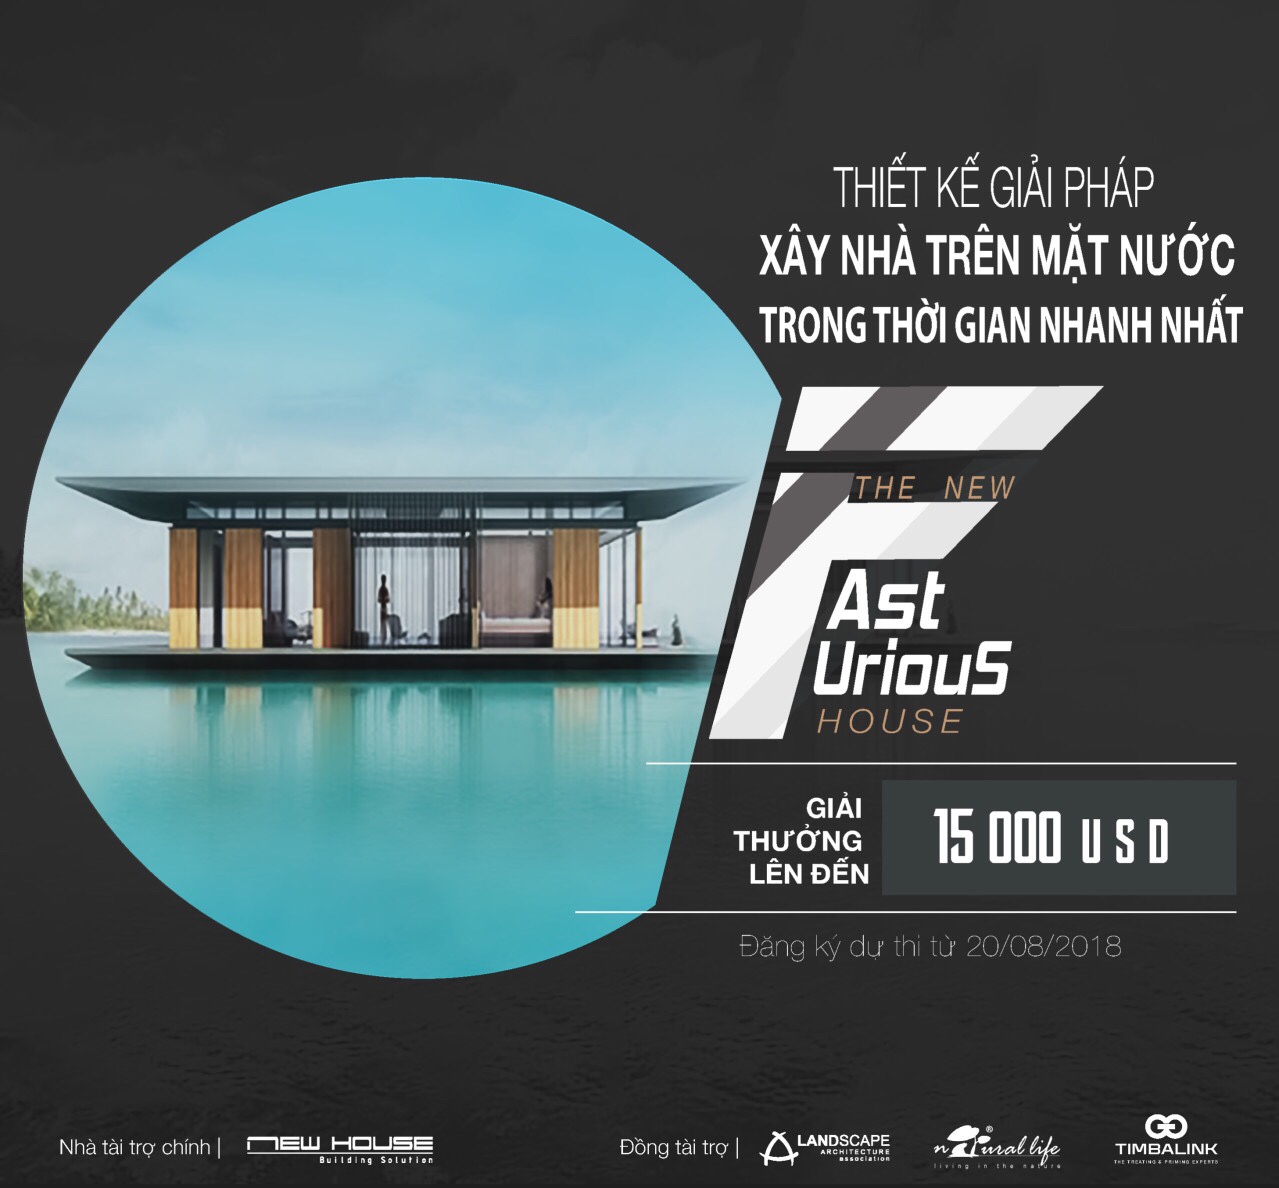 THIẾT KẾ GIẢI PHÁP
XÂY NHÀ TRÊN MẶT NƯỚC
TRONG THỜI GIAN NHANH NHẤT
F
THE NEW
Ast
UriouS
HOUSE
GIẢI
THƯỞNG
LÊN ĐẾN
15 000 USD
Đăng ký dự thi từ 20/08/2018
Nhà tài trợ chính |
NEW HOUSE
Building Solution
Đồng tài trợ |
LANDSCAPE
ARCHITECTURE
association
natural life ®
living in the nature
TIMBALINK
THE TREATING & PRIMING EXPERTS